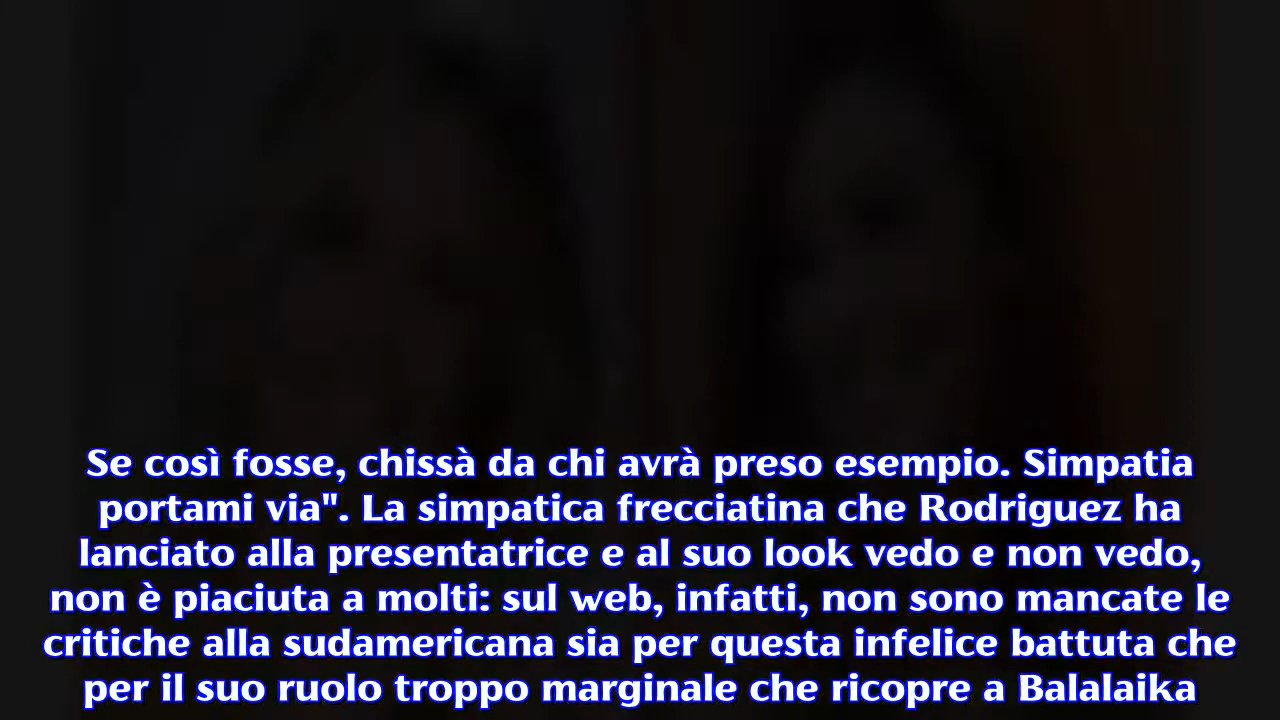 Se così fosse, chissà da chi avrà preso esempio. Simpatia
portami via". La simpatica frecciatina che Rodriguez ha
lanciato alla presentatrice e al suo look vedo e non vedo,
non è piaciuta a molti: sul web, infatti, non sono mancate le
critiche alla sudamericana sia per questa infelice battuta che
per il suo ruolo troppo marginale che ricopre a Balalaika